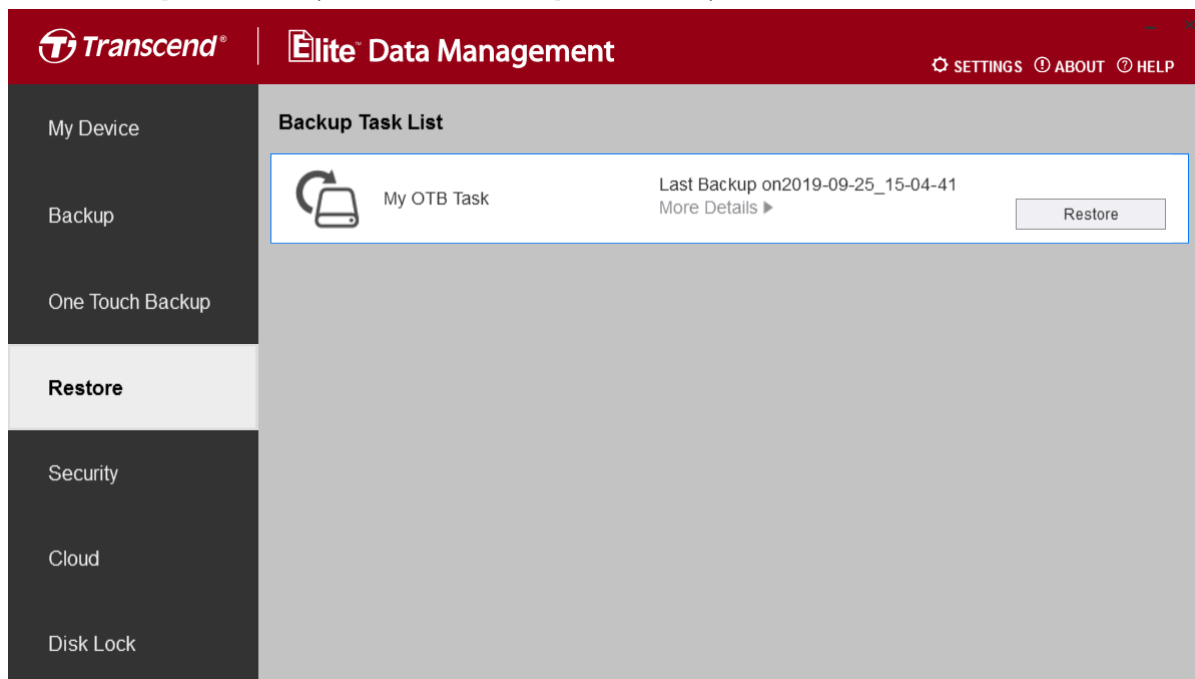 Transcend®
Elite™ Data Management
SETTINGS ABOUT HELP
My Device
Backup
One Touch Backup
Restore
Security
Cloud
Disk Lock
Backup Task List
My OTB Task
Last Backup on2019-09-25_15-04-41
More Details
Restore